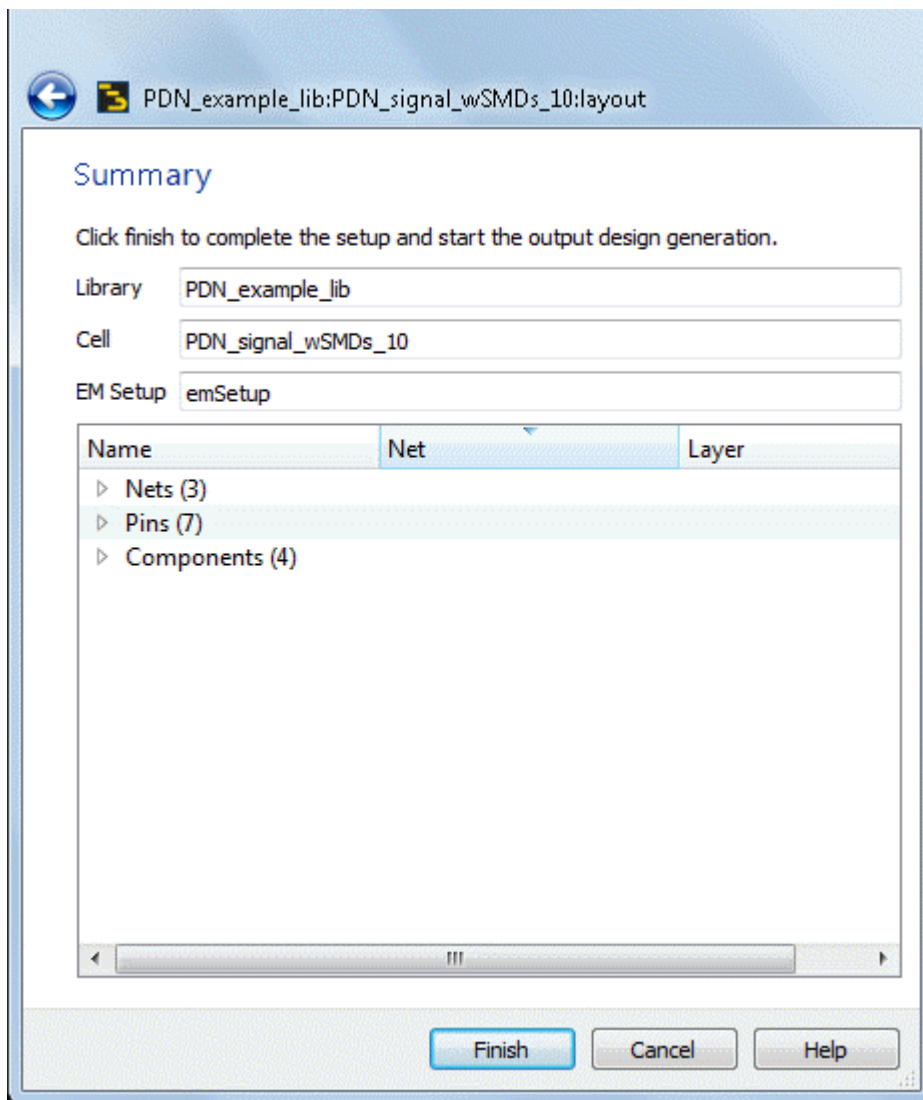 PDN_example_lib:PDN_signal_wSMDs_10:layout
Summary
Click finish to complete the setup and start the output design generation.
Library PDN_example_lib
Cell PDN_signal_wSMDs_10
EM Setup emSetup
Name Net Layer
Nets (3)
Pins (7)
Components (4)
Finish Cancel Help